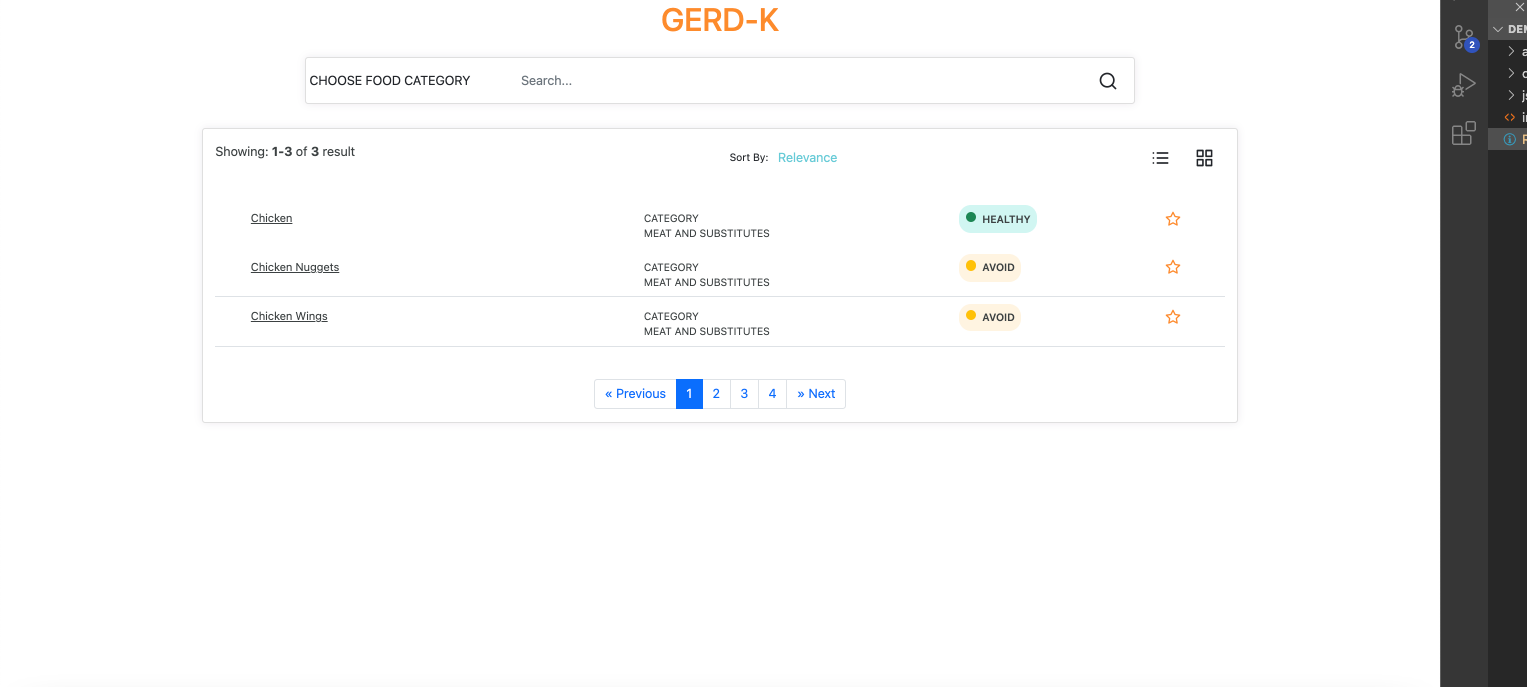 GERD-K
CHOOSE FOOD CATEGORY Search...
Showing: 1-3 of 3 result Sort By: Relevance
Chicken CATEGORY HEALTHY
MEAT AND SUBSTITUTES
Chicken Nuggets CATEGORY AVOID
MEAT AND SUBSTITUTES
Chicken Wings CATEGORY AVOID
MEAT AND SUBSTITUTES
« Previous 1 2 3 4 » Next
2